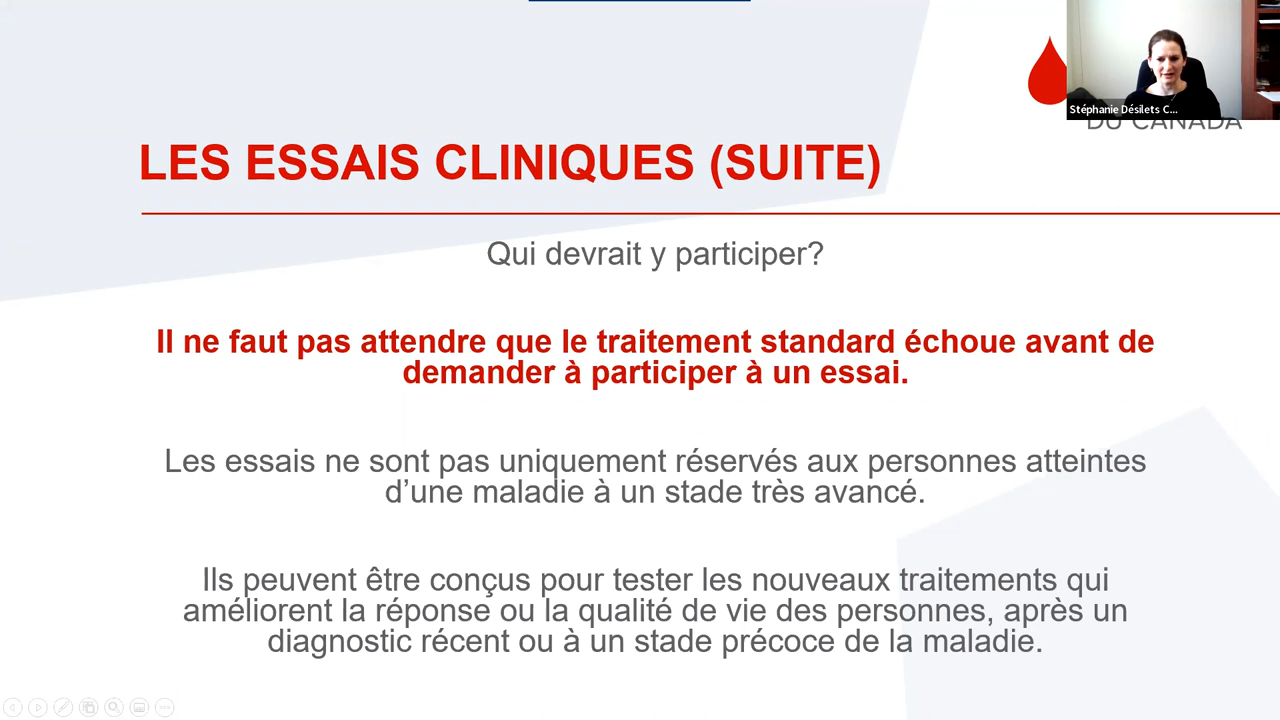 Stéphanie Désilets C...
DU CANADA
LES ESSAIS CLINIQUES (SUITE)
Qui devrait y participer?
Il ne faut pas attendre que le traitement standard échoue avant de
demander à participer à un essai.
Les essais ne sont pas uniquement réservés aux personnes atteintes
d’une maladie à un stade très avancé.
Ils peuvent être conçus pour tester les nouveaux traitements qui
améliorent la réponse ou la qualité de vie des personnes, après un
diagnostic récent ou à un stade précoce de la maladie.